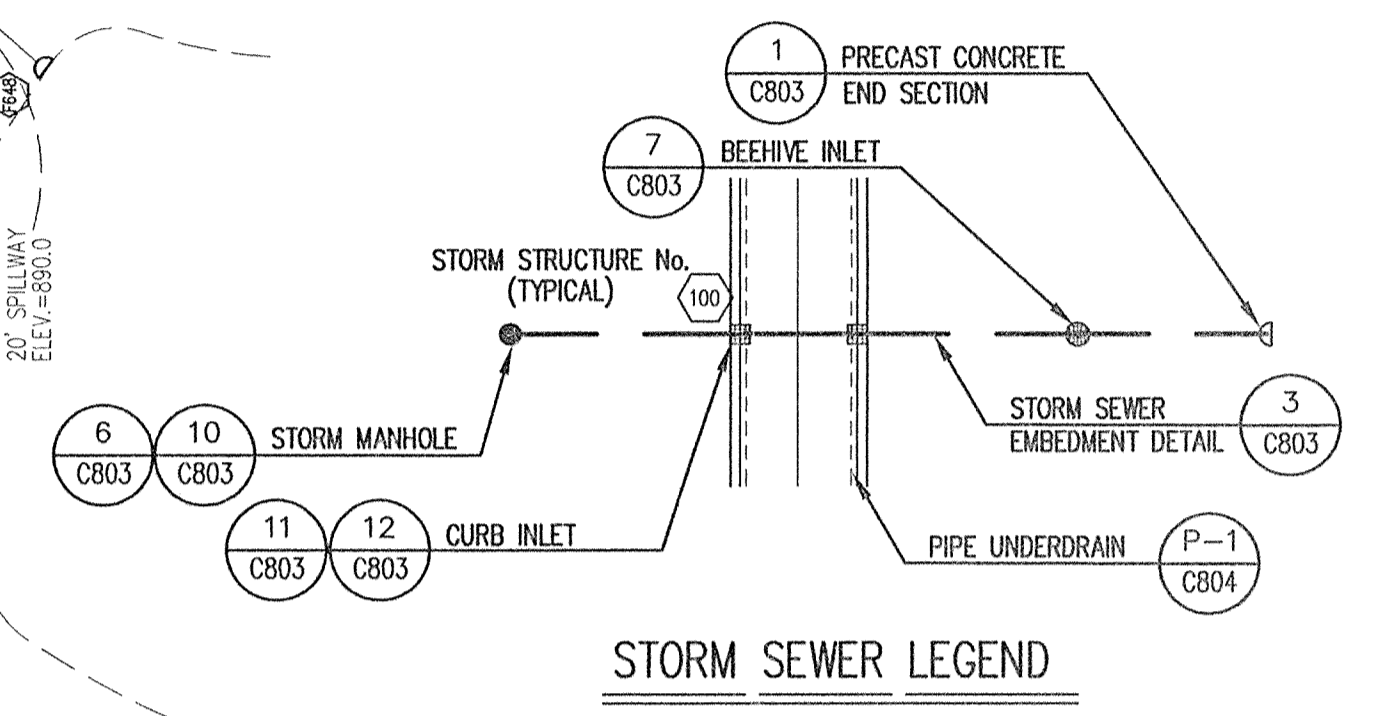 1
C803
PRECAST CONCRETE
END SECTION
7
C803
BEEHIVE INLET
F648
20' SPILLWAY
ELEV.=890.0
STORM STRUCTURE No.
(TYPICAL)
100
6
C803
10
C803
STORM MANHOLE
STORM SEWER
EMBEDMENT DETAIL
3
C803
11
C803
12
C803
CURB INLET
PIPE UNDERDRAIN
P-1
C804
STORM SEWER LEGEND